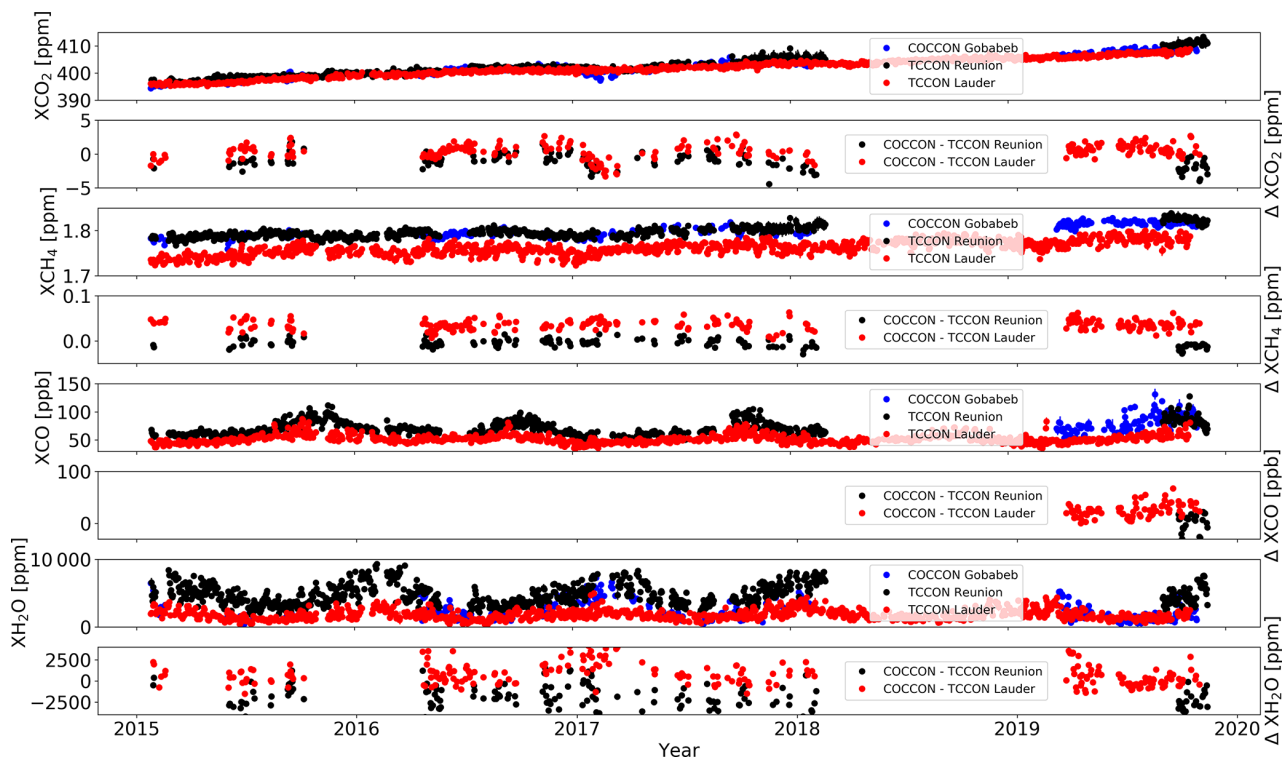 XCO₂ [ppm]
410
400
390
COCCON Gobabeb
TCCON Reunion
TCCON Lauder
Δ XCO₂ [ppm]
5
0
−5
COCCON - TCCON Reunion
COCCON - TCCON Lauder
XCH₄ [ppm]
1.8
1.7
COCCON Gobabeb
TCCON Reunion
TCCON Lauder
Δ XCH₄ [ppm]
0.1
0.0
COCCON - TCCON Reunion
COCCON - TCCON Lauder
XCO [ppb]
150
100
50
COCCON Gobabeb
TCCON Reunion
TCCON Lauder
Δ XCO [ppb]
100
0
COCCON - TCCON Reunion
COCCON - TCCON Lauder
XH₂O [ppm]
10 000
5000
0
COCCON Gobabeb
TCCON Reunion
TCCON Lauder
Δ XH₂O [ppm]
2500
0
−2500
COCCON - TCCON Reunion
COCCON - TCCON Lauder
2015 2016 2017 2018 2019 2020
Year